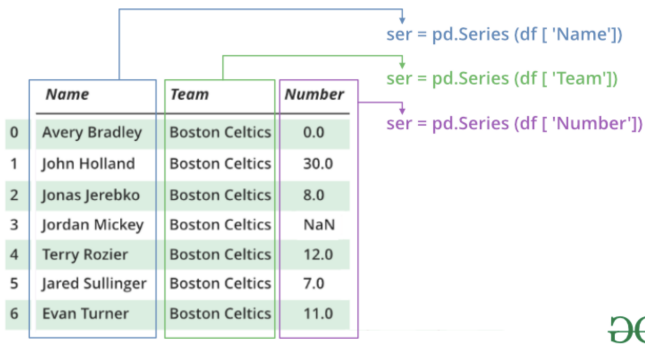 ser = pd.Series (df [ 'Name'])
ser = pd.Series (df [ 'Team'])
ser = pd.Series (df [ 'Number'])
Name Team Number
0 Avery Bradley Boston Celtics 0.0
1 John Holland Boston Celtics 30.0
2 Jonas Jerebko Boston Celtics 8.0
3 Jordan Mickey Boston Celtics NaN
4 Terry Rozier Boston Celtics 12.0
5 Jared Sullinger Boston Celtics 7.0
6 Evan Turner Boston Celtics 11.0